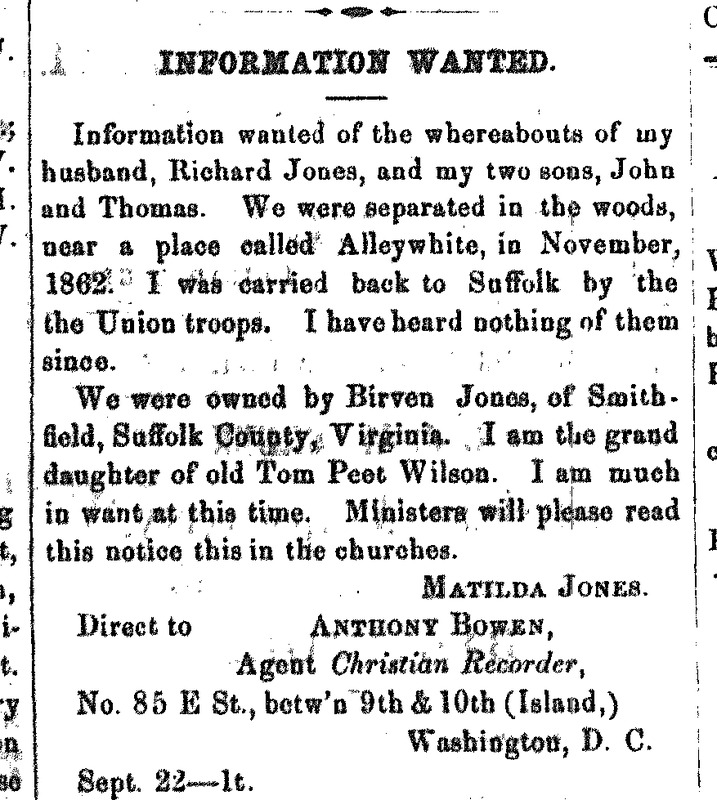 INFORMATION WANTED.
Information wanted of the whereabouts of my
husband, Richard Jones, and my two sons, John
and Thomas. We were separated in the woods,
near a place called Alleywhite, in November,
1862. I was carried back to Suffolk by the
the Union troops. I have heard nothing of them
since.
We were owned by Birven Jones, of Smith-
field, Suffolk County, Virginia. I am the grand
daughter of old Tom Peet Wilson. I am much
in want at this time. Ministers will please read
this notice this in the churches.
MATILDA JONES.
Direct to ANTHONY BOWEN,
Agent Christian Recorder,
No. 85 E St., betw'n 9th & 10th (Island,)
Washington, D. C.
Sept. 22—1t.